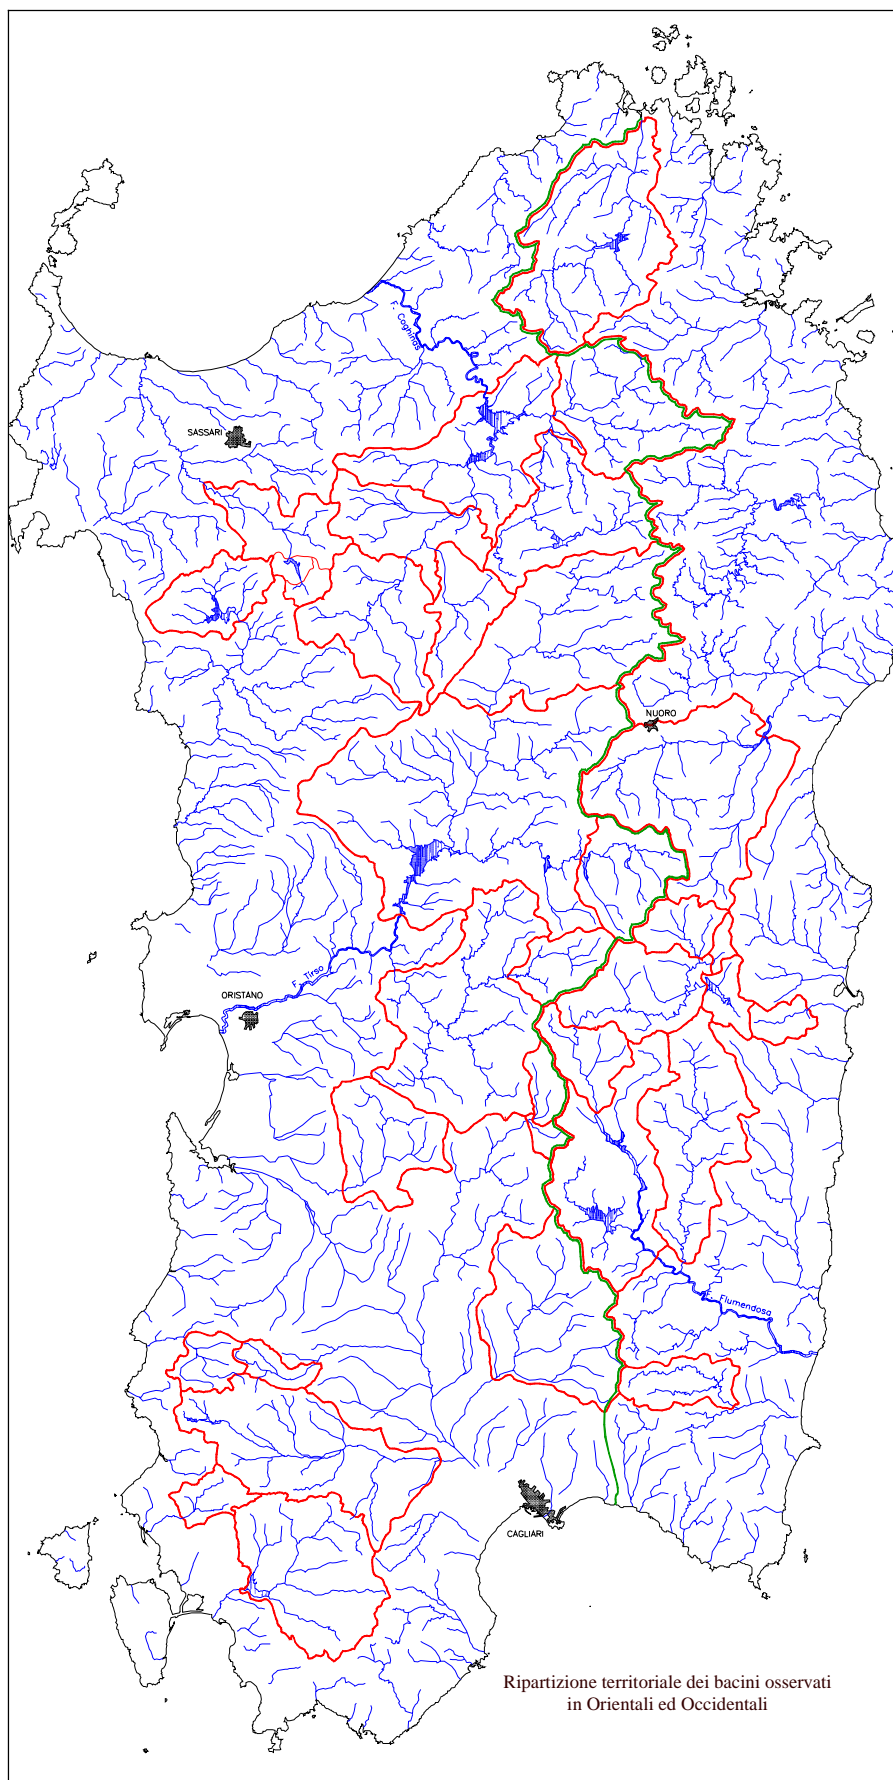 F. Coghinas
SASSARI
NUORO
F. Tirso
ORISTANO
F. Flumendosa
CAGLIARI
Ripartizione territoriale dei bacini osservati
in Orientali ed Occidentali